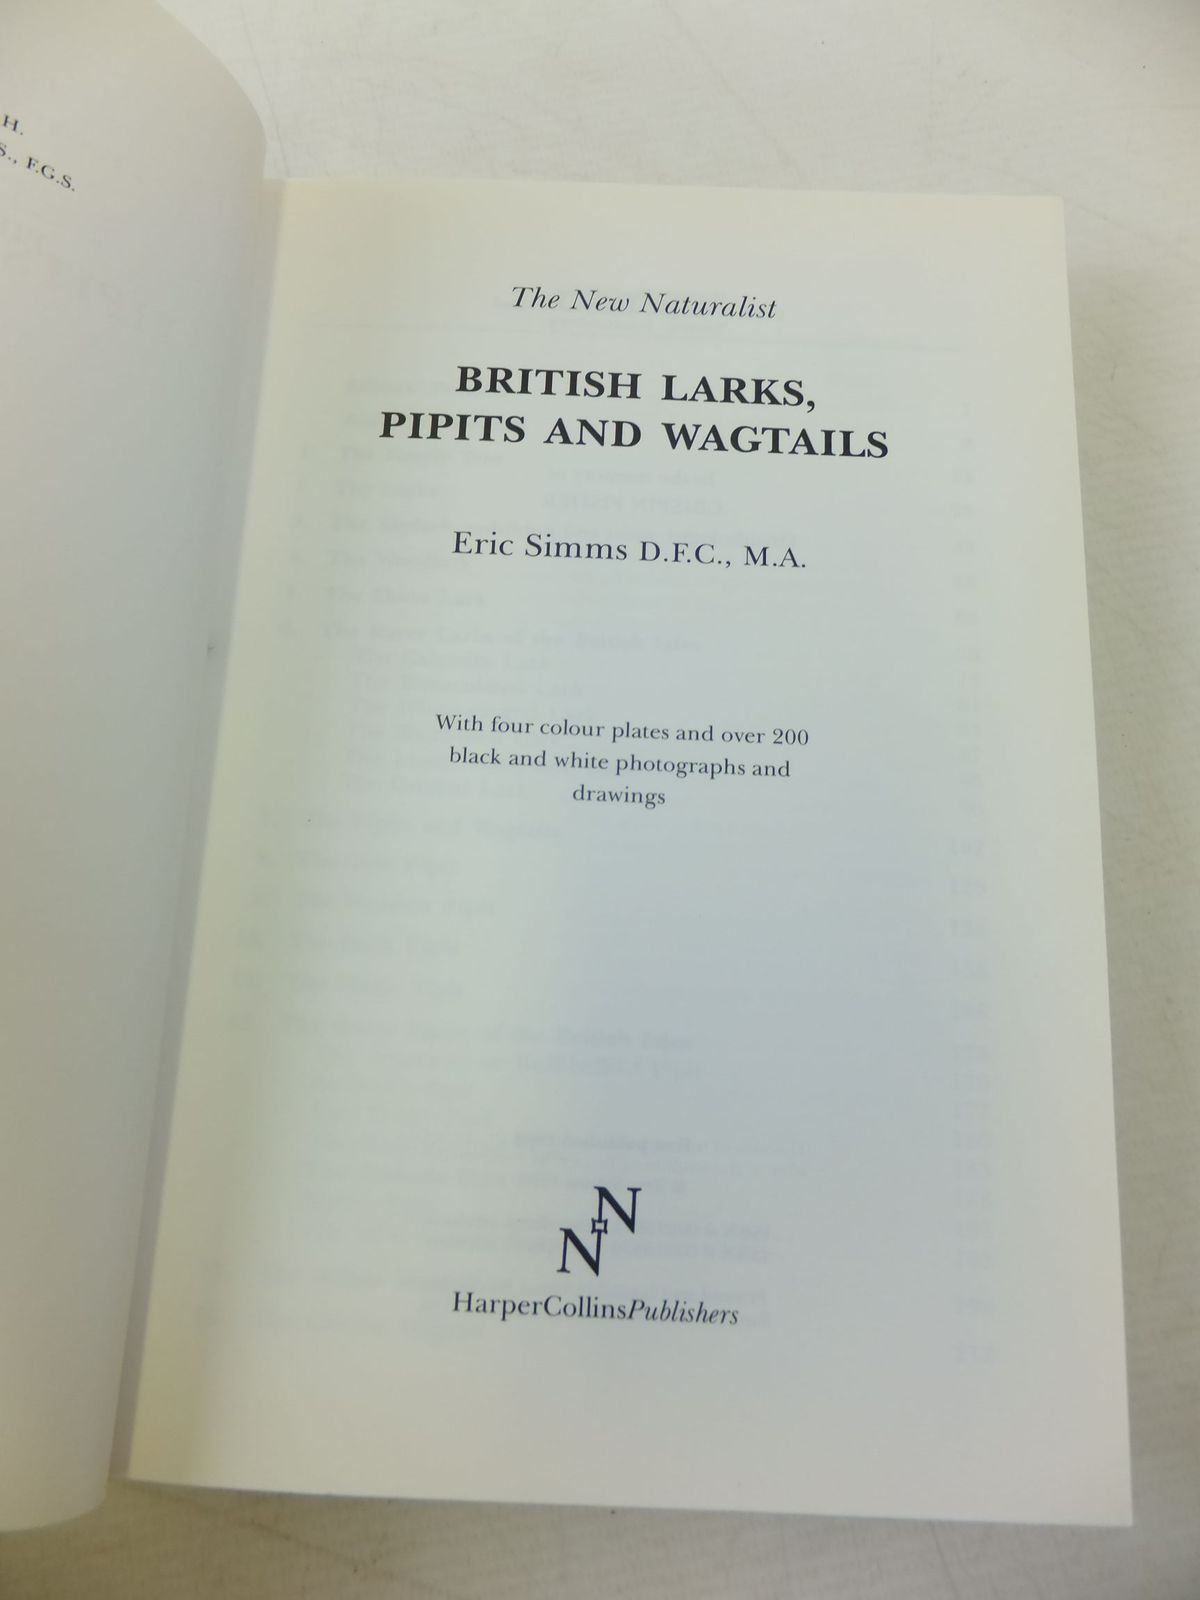 H.
S., F.G.S.
The New Naturalist
BRITISH LARKS,
PIPITS AND WAGTAILS
Eric Simms D.F.C., M.A.
With four colour plates and over 200
black and white photographs and
drawings
N
N
HarperCollinsPublishers